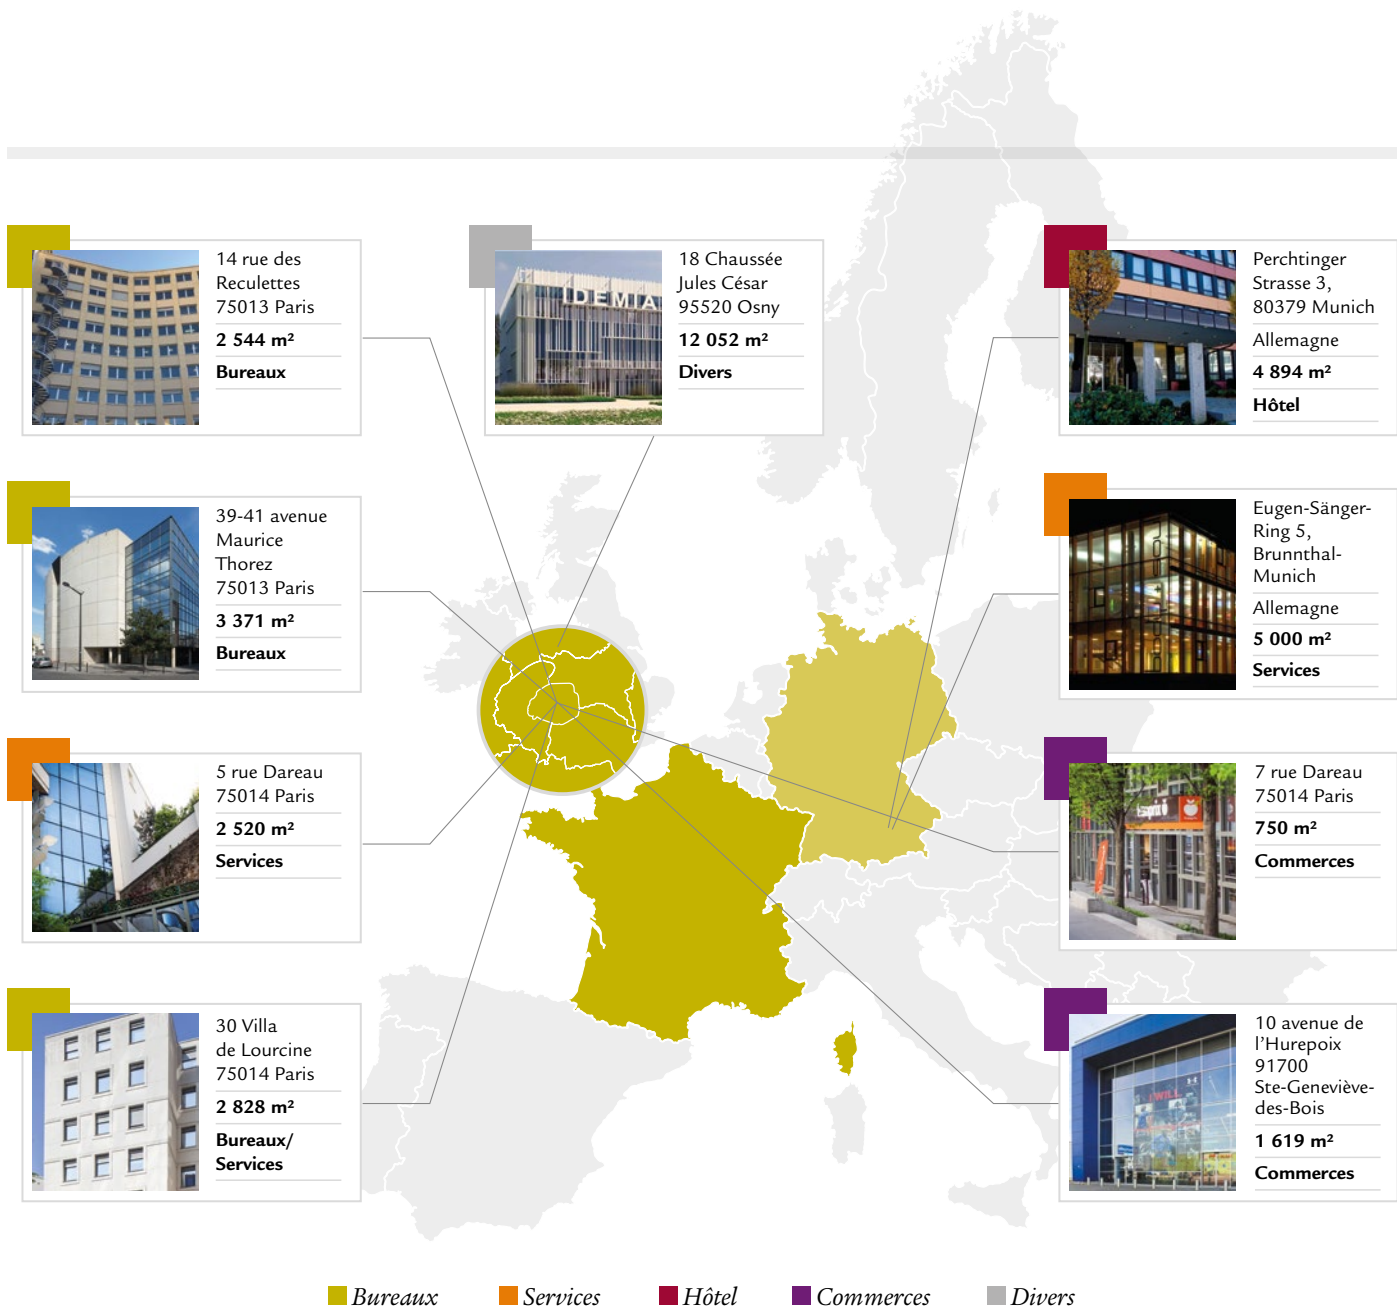 14 rue des
Reculettes
75013 Paris
2 544 m²
Bureaux
IDEMIA
18 Chaussée
Jules César
95520 Osny
12 052 m²
Divers
Perchtinger
Strasse 3,
80379 Munich
Allemagne
4 894 m²
Hôtel
39-41 avenue
Maurice
Thorez
75013 Paris
3 371 m²
Bureaux
Eugen-Sänger-
Ring 5,
Brunnthal-
Munich
Allemagne
5 000 m²
Services
5 rue Dareau
75014 Paris
2 520 m²
Services
7 rue Dareau
75014 Paris
750 m²
Commerces
30 Villa
de Lourcine
75014 Paris
2 828 m²
Bureaux/
Services
I WILL
10 avenue de
l'Hurepoix
91700
Ste-Geneviève-
des-Bois
1 619 m²
Commerces
Bureaux Services Hôtel Commerces Divers